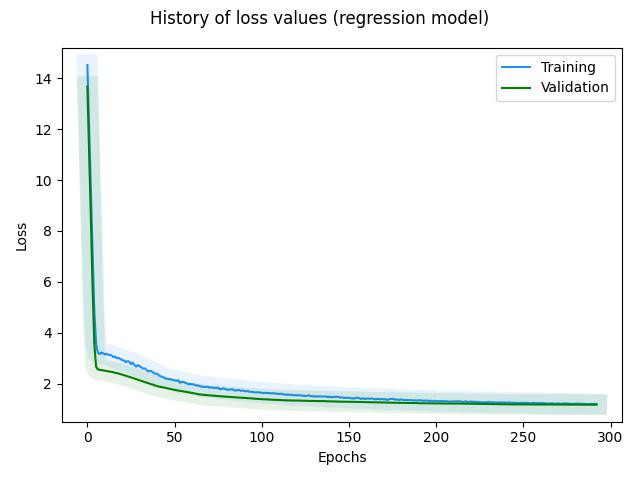 History of loss values (regression model)
Training
Validation
14
12
10
8
6
4
2
Loss
0
50
100
150
200
250
300
Epochs